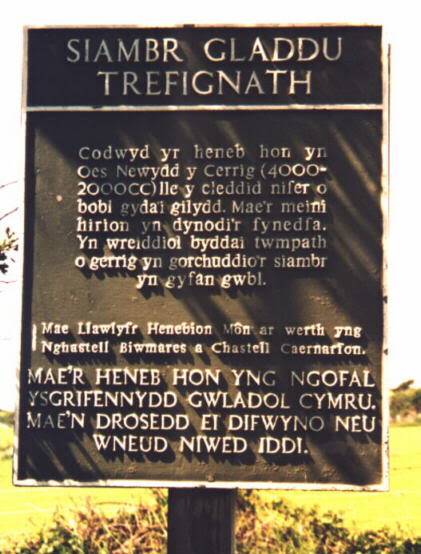 SIAMBR GLADDU
TREFIGNATH
Codwyd yr heneb hon yn
Oes Newydd y Cerrig (4000-
2000CC) lle y cleddid nifer o
bobl gyda'i gilydd. Mae'r meini
hirion yn dynodi'r fynedfa.
Yn wreiddiol byddai twmpath
o gerrig yn gorchuddio'r siambr
yn gyfan gwbl.
Mae Llawlyfr Henebion Môn ar werth yng
Nghastell Biwmares a Chastell Caernarfon.
MAE'R HENEB HON YNG NGOFAL
YSGRIFENNYDD GWLADOL CYMRU.
MAE'N DROSEDD EI DIFWYNO NEU
WNEUD NIWED IDDI.